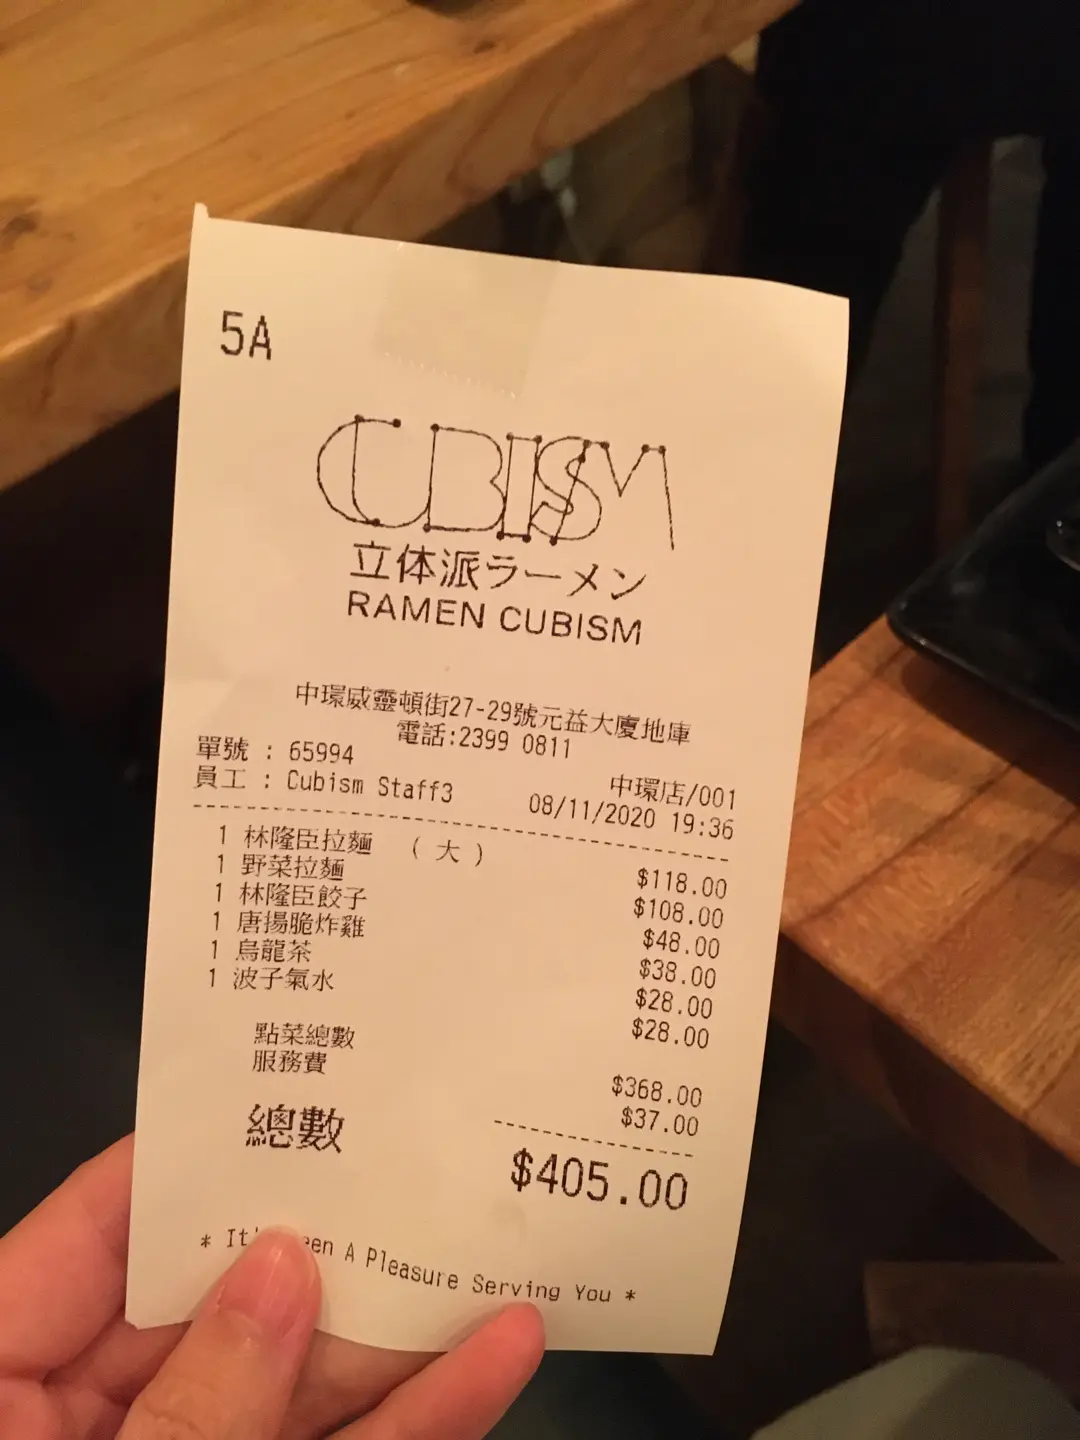 5A
CUBISM
立体派ラーメン
RAMEN CUBISM
中環威靈頓街27-29號元益大廈地庫
電話:2399 0811
單號 : 65994
中環店/001
員工 : Cubism Staff3
08/11/2020 19:36
1 林隆臣拉麵 (大) $118.00
1 野菜拉麵 $108.00
1 林隆臣餃子 $48.00
1 唐揚脆炸雞 $38.00
1 烏龍茶 $28.00
1 波子氣水 $28.00
點菜總數 $368.00
服務費 $37.00
總數 $405.00
* It' een A Pleasure Serving You *